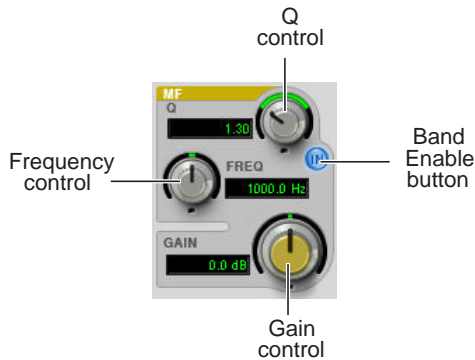 Q
control
MF
Q
1.30
IN
Band
Enable
button
Frequency
control
FREQ
1000.0 Hz
GAIN
0.0 dB
Gain
control